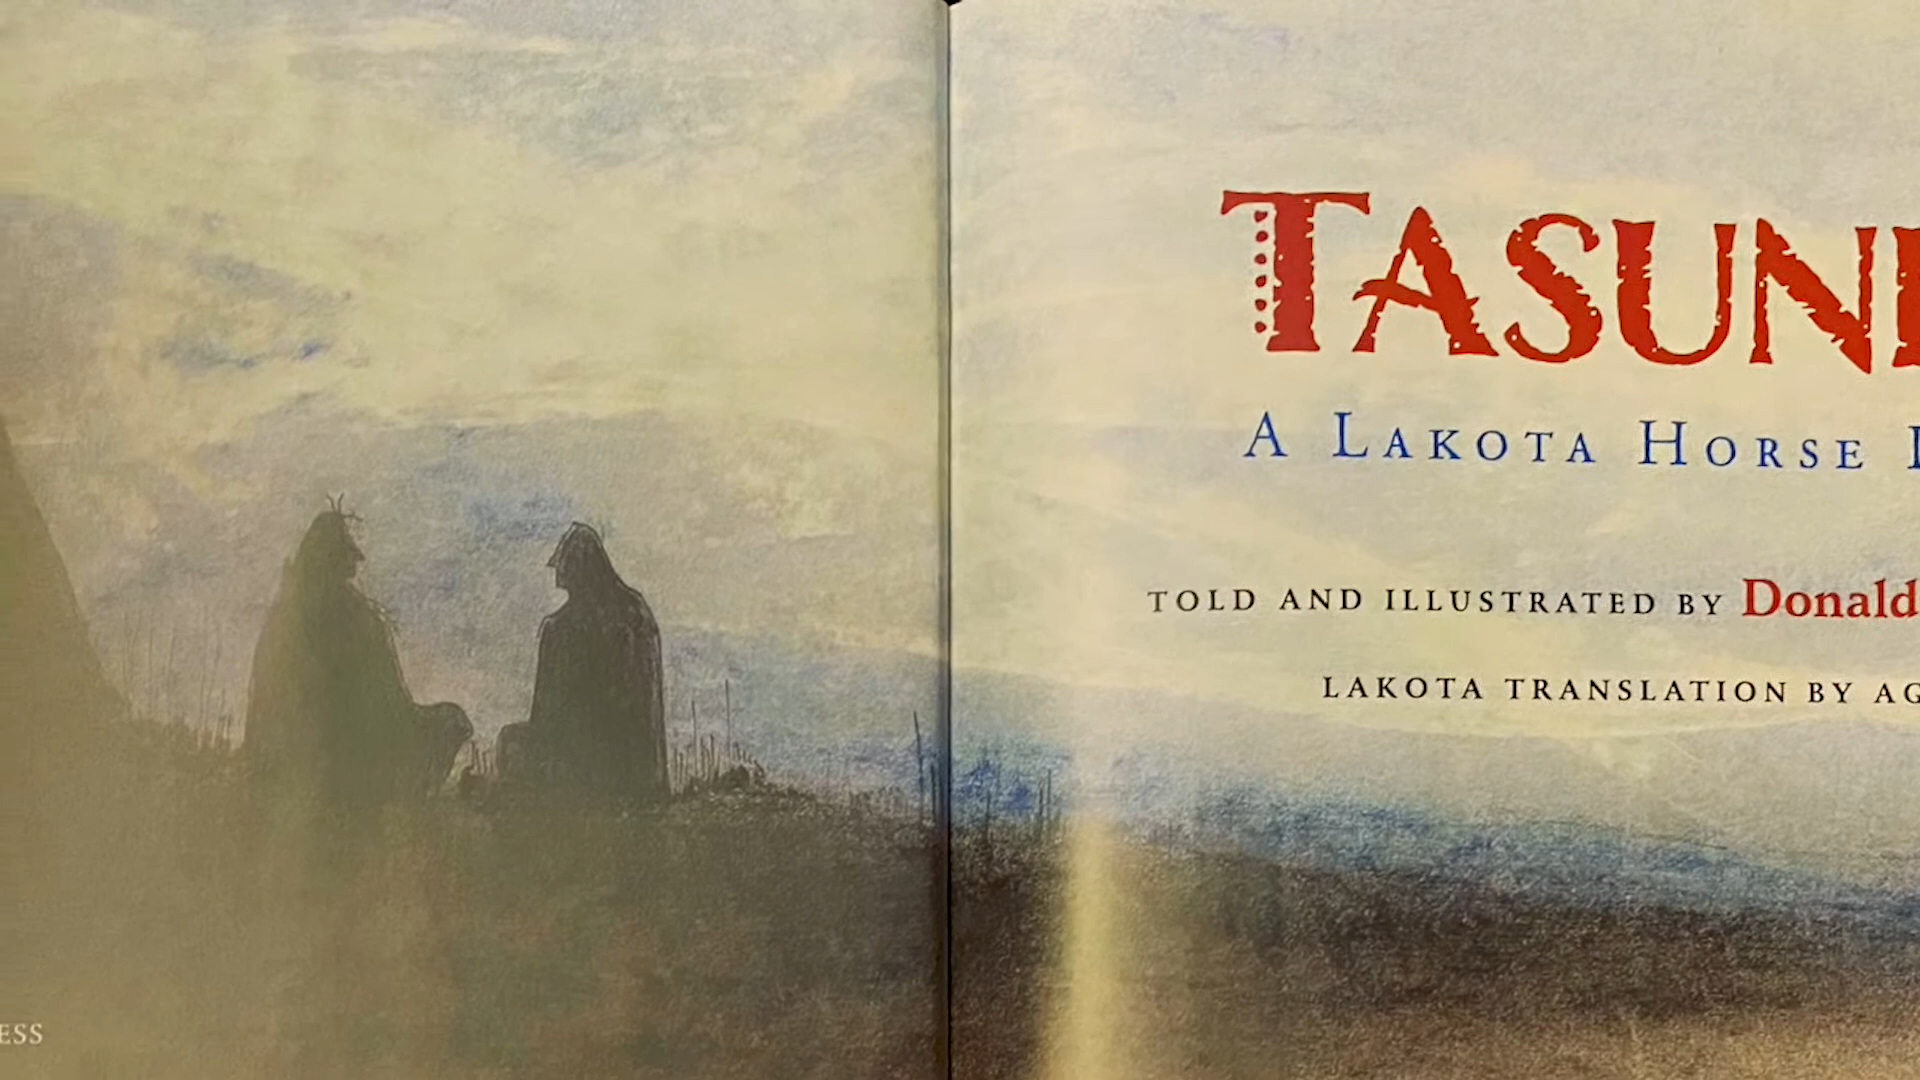 TASUN
A LAKOTA HORSE
TOLD AND ILLUSTRATED BY Donald
LAKOTA TRANSLATION BY AG
ESS